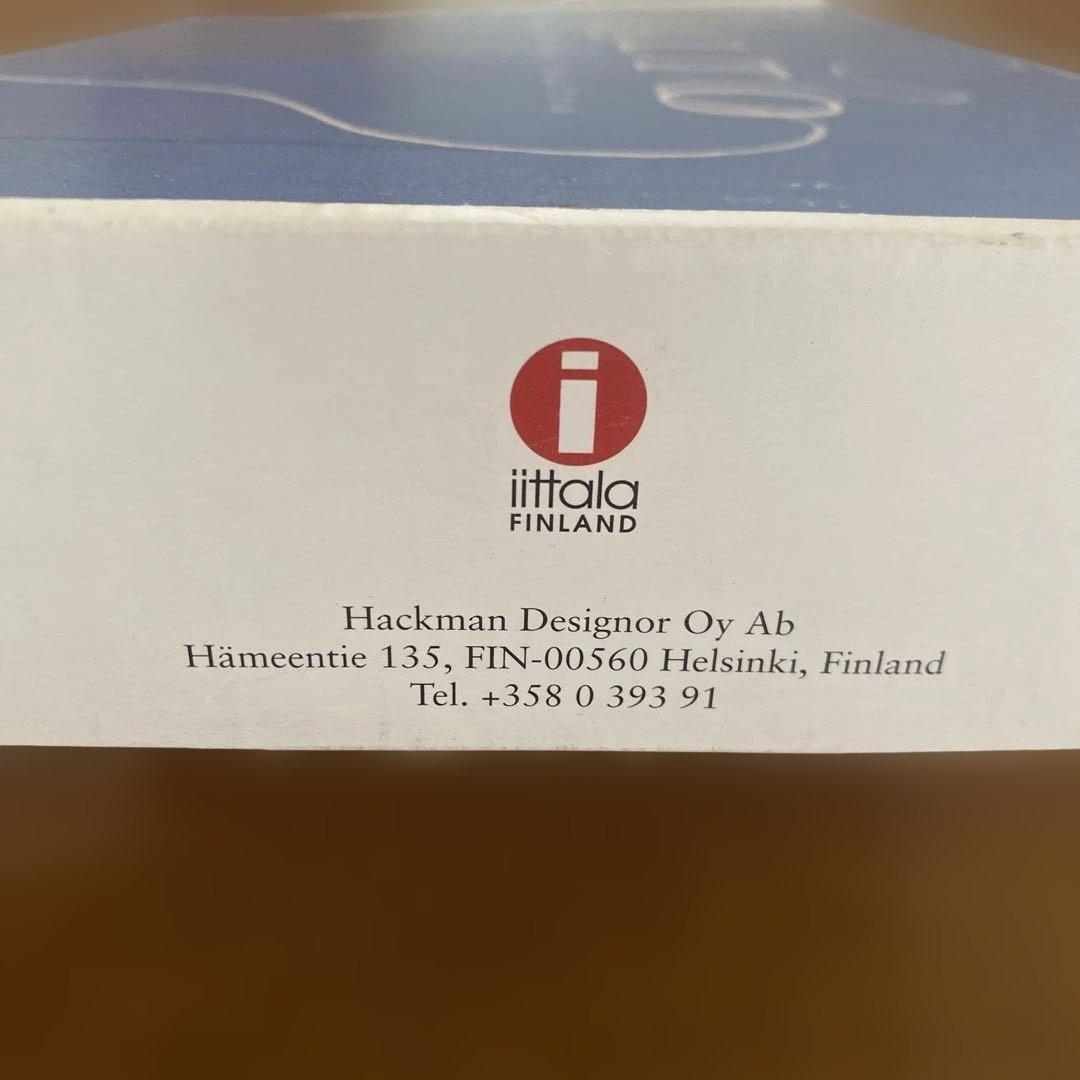 i
iittala
FINLAND
Hackman Designor Oy Ab
Hämeentie 135, FIN-00560 Helsinki, Finland
Tel. +358 0 393 91